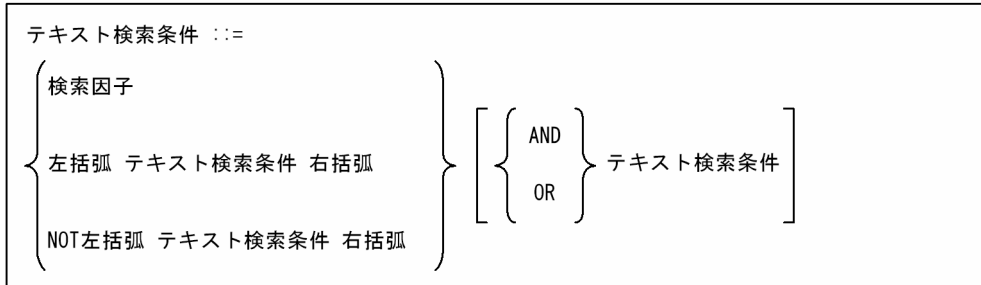 テキスト検索条件 ::=
検索因子
左括弧 テキスト検索条件 右括弧
NOT左括弧 テキスト検索条件 右括弧
AND
OR
テキスト検索条件